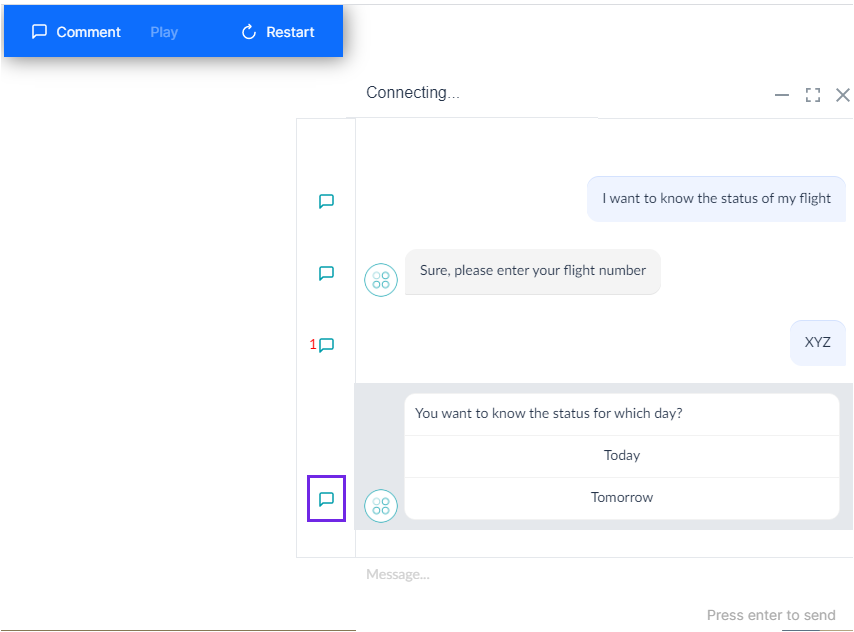 Comment Play Restart
Connecting...
I want to know the status of my flight
Sure, please enter your flight number
1
XYZ
You want to know the status for which day?
Today
Tomorrow
Message...
Press enter to send